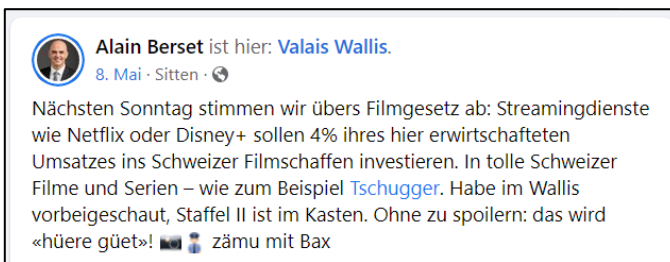 Alain Berset ist hier: Valais Wallis.
8. Mai · Sitten ·
Nächsten Sonntag stimmen wir übers Filmgesetz ab: Streamingdienste
wie Netflix oder Disney+ sollen 4% ihres hier erwirtschafteten
Umsatzes ins Schweizer Filmschaffen investieren. In tolle Schweizer
Filme und Serien – wie zum Beispiel Tschugger. Habe im Wallis
vorbeigeschaut, Staffel II ist im Kasten. Ohne zu spoilern: das wird
«hüere güet»! 📷👮 zämu mit Bax